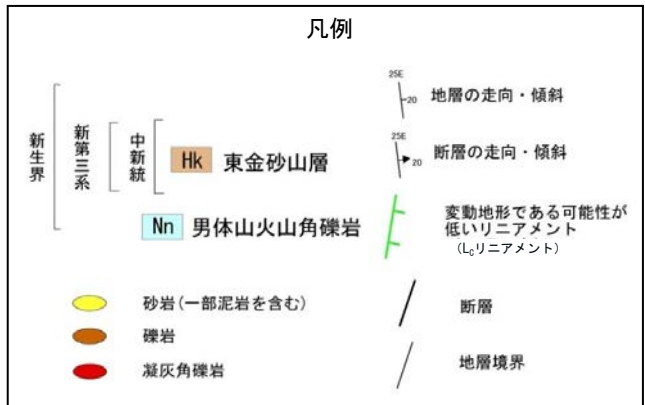 凡例
新生界
新第三系
中新統
Hk 東金砂山層
Nn 男体山火山角礫岩
砂岩(一部泥岩を含む)
礫岩
凝灰角礫岩
25E
20
地層の走向・傾斜
25E
20
断層の走向・傾斜
変動地形である可能性が
低いリニアメント
(LCリニアメント)
断層
地層境界